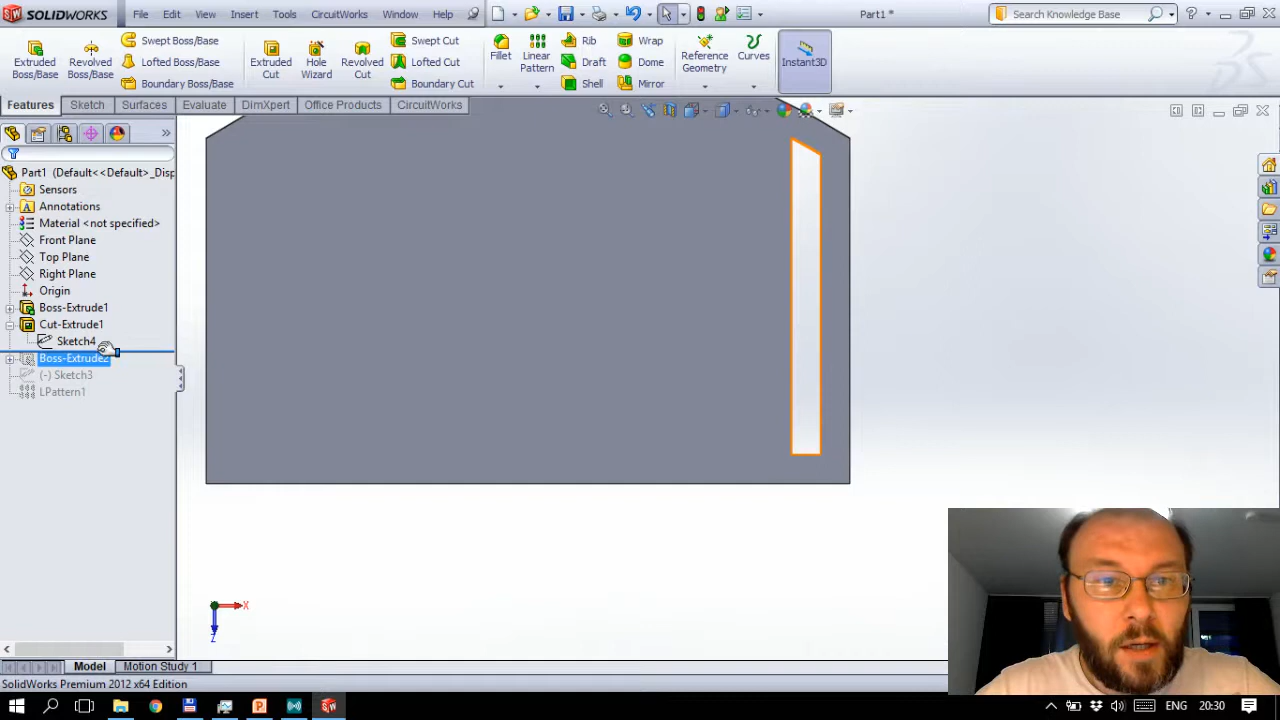 SOLIDWORKS File Edit View Insert Tools CircuitWorks Window Help Part1 * Search Knowledge Base
Extruded Boss/Base
Revolved Boss/Base
Swept Boss/Base
Lofted Boss/Base
Boundary Boss/Base
Extruded Cut
Hole Wizard
Revolved Cut
Swept Cut
Lofted Cut
Boundary Cut
Fillet
Linear Pattern
Rib
Draft
Shell
Wrap
Dome
Mirror
Reference Geometry
Curves
Instant3D
Features Sketch Surfaces Evaluate DimXpert Office Products CircuitWorks
Part1 (Default<<Default>_Disp
Sensors
Annotations
Material <not specified>
Front Plane
Top Plane
Right Plane
Origin
Boss-Extrude1
Cut-Extrude1
Sketch4
Boss-Extrude2
(-) Sketch3
LPattern1
X
Z
Model Motion Study 1
SolidWorks Premium 2012 x64 Edition
ENG 20:30